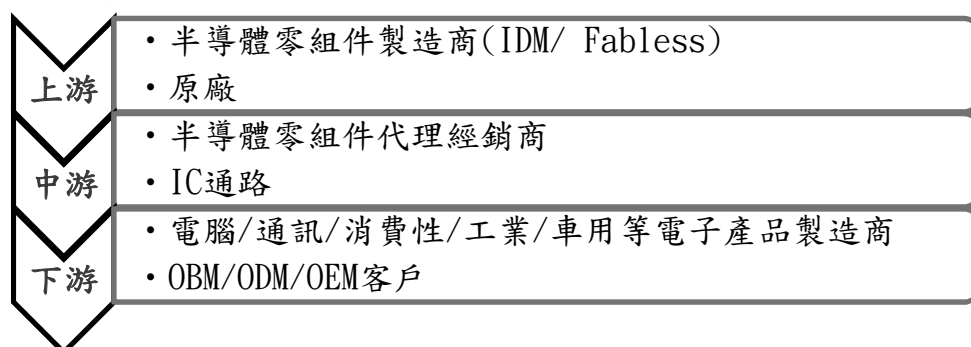 上游
・半導體零組件製造商(IDM/ Fabless)
・原廠
中游
・半導體零組件代理經銷商
・IC通路
下游
・電腦/通訊/消費性/工業/車用等電子產品製造商
・OBM/ODM/OEM客戶